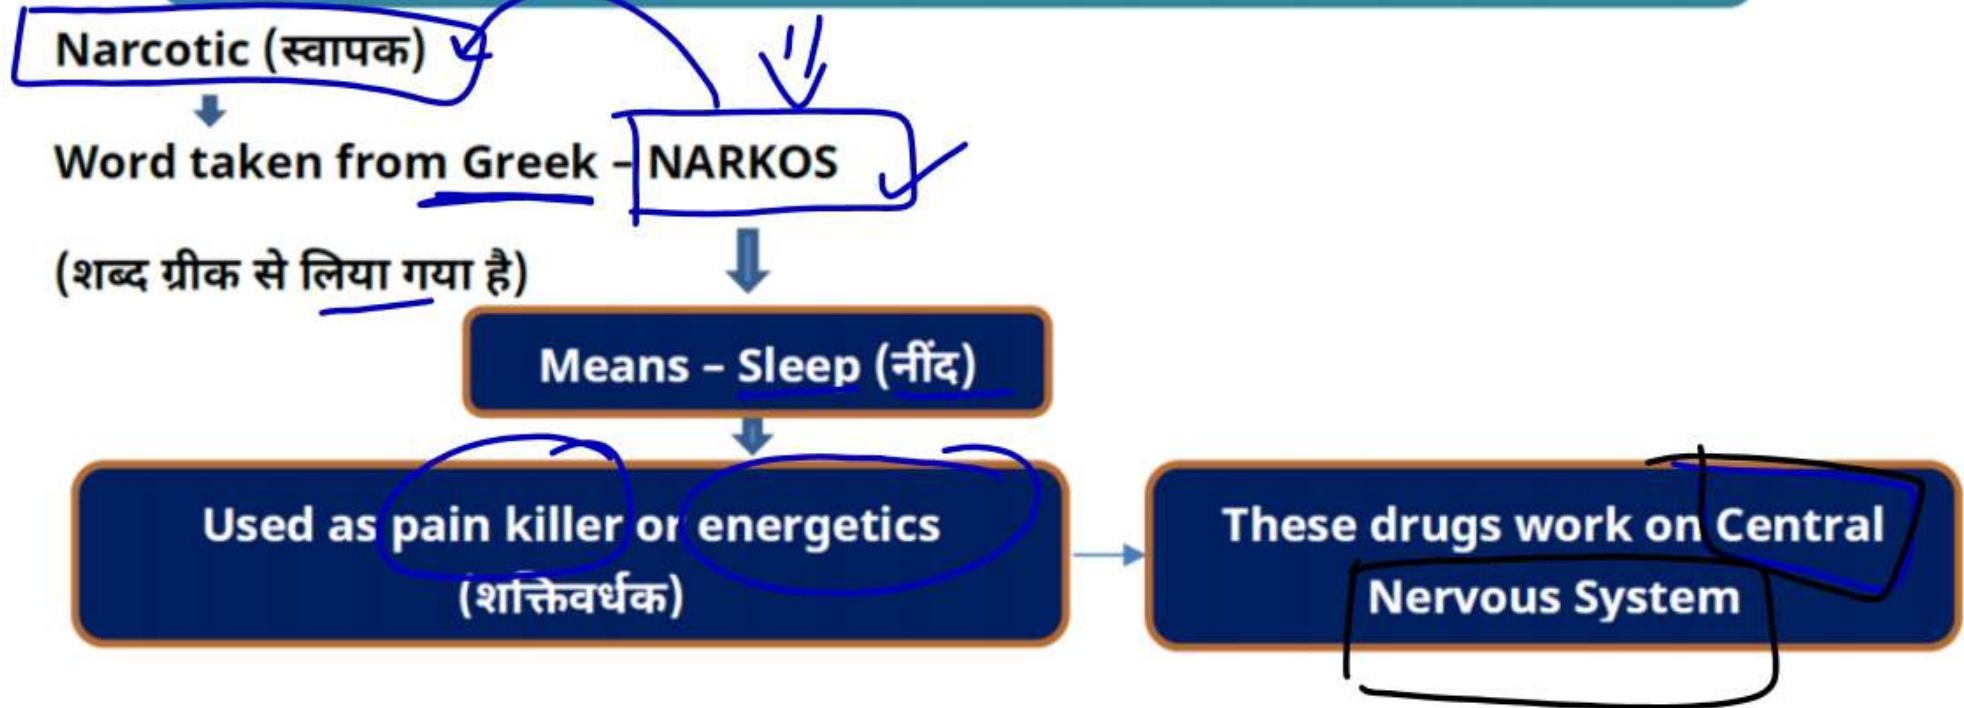 Narcotic (स्वापक)
Word taken from Greek – NARKOS
(शब्द ग्रीक से लिया गया है)
Means – Sleep (नींद)
Used as pain killer or energetics
(शक्तिवर्धक)
These drugs work on Central
Nervous System